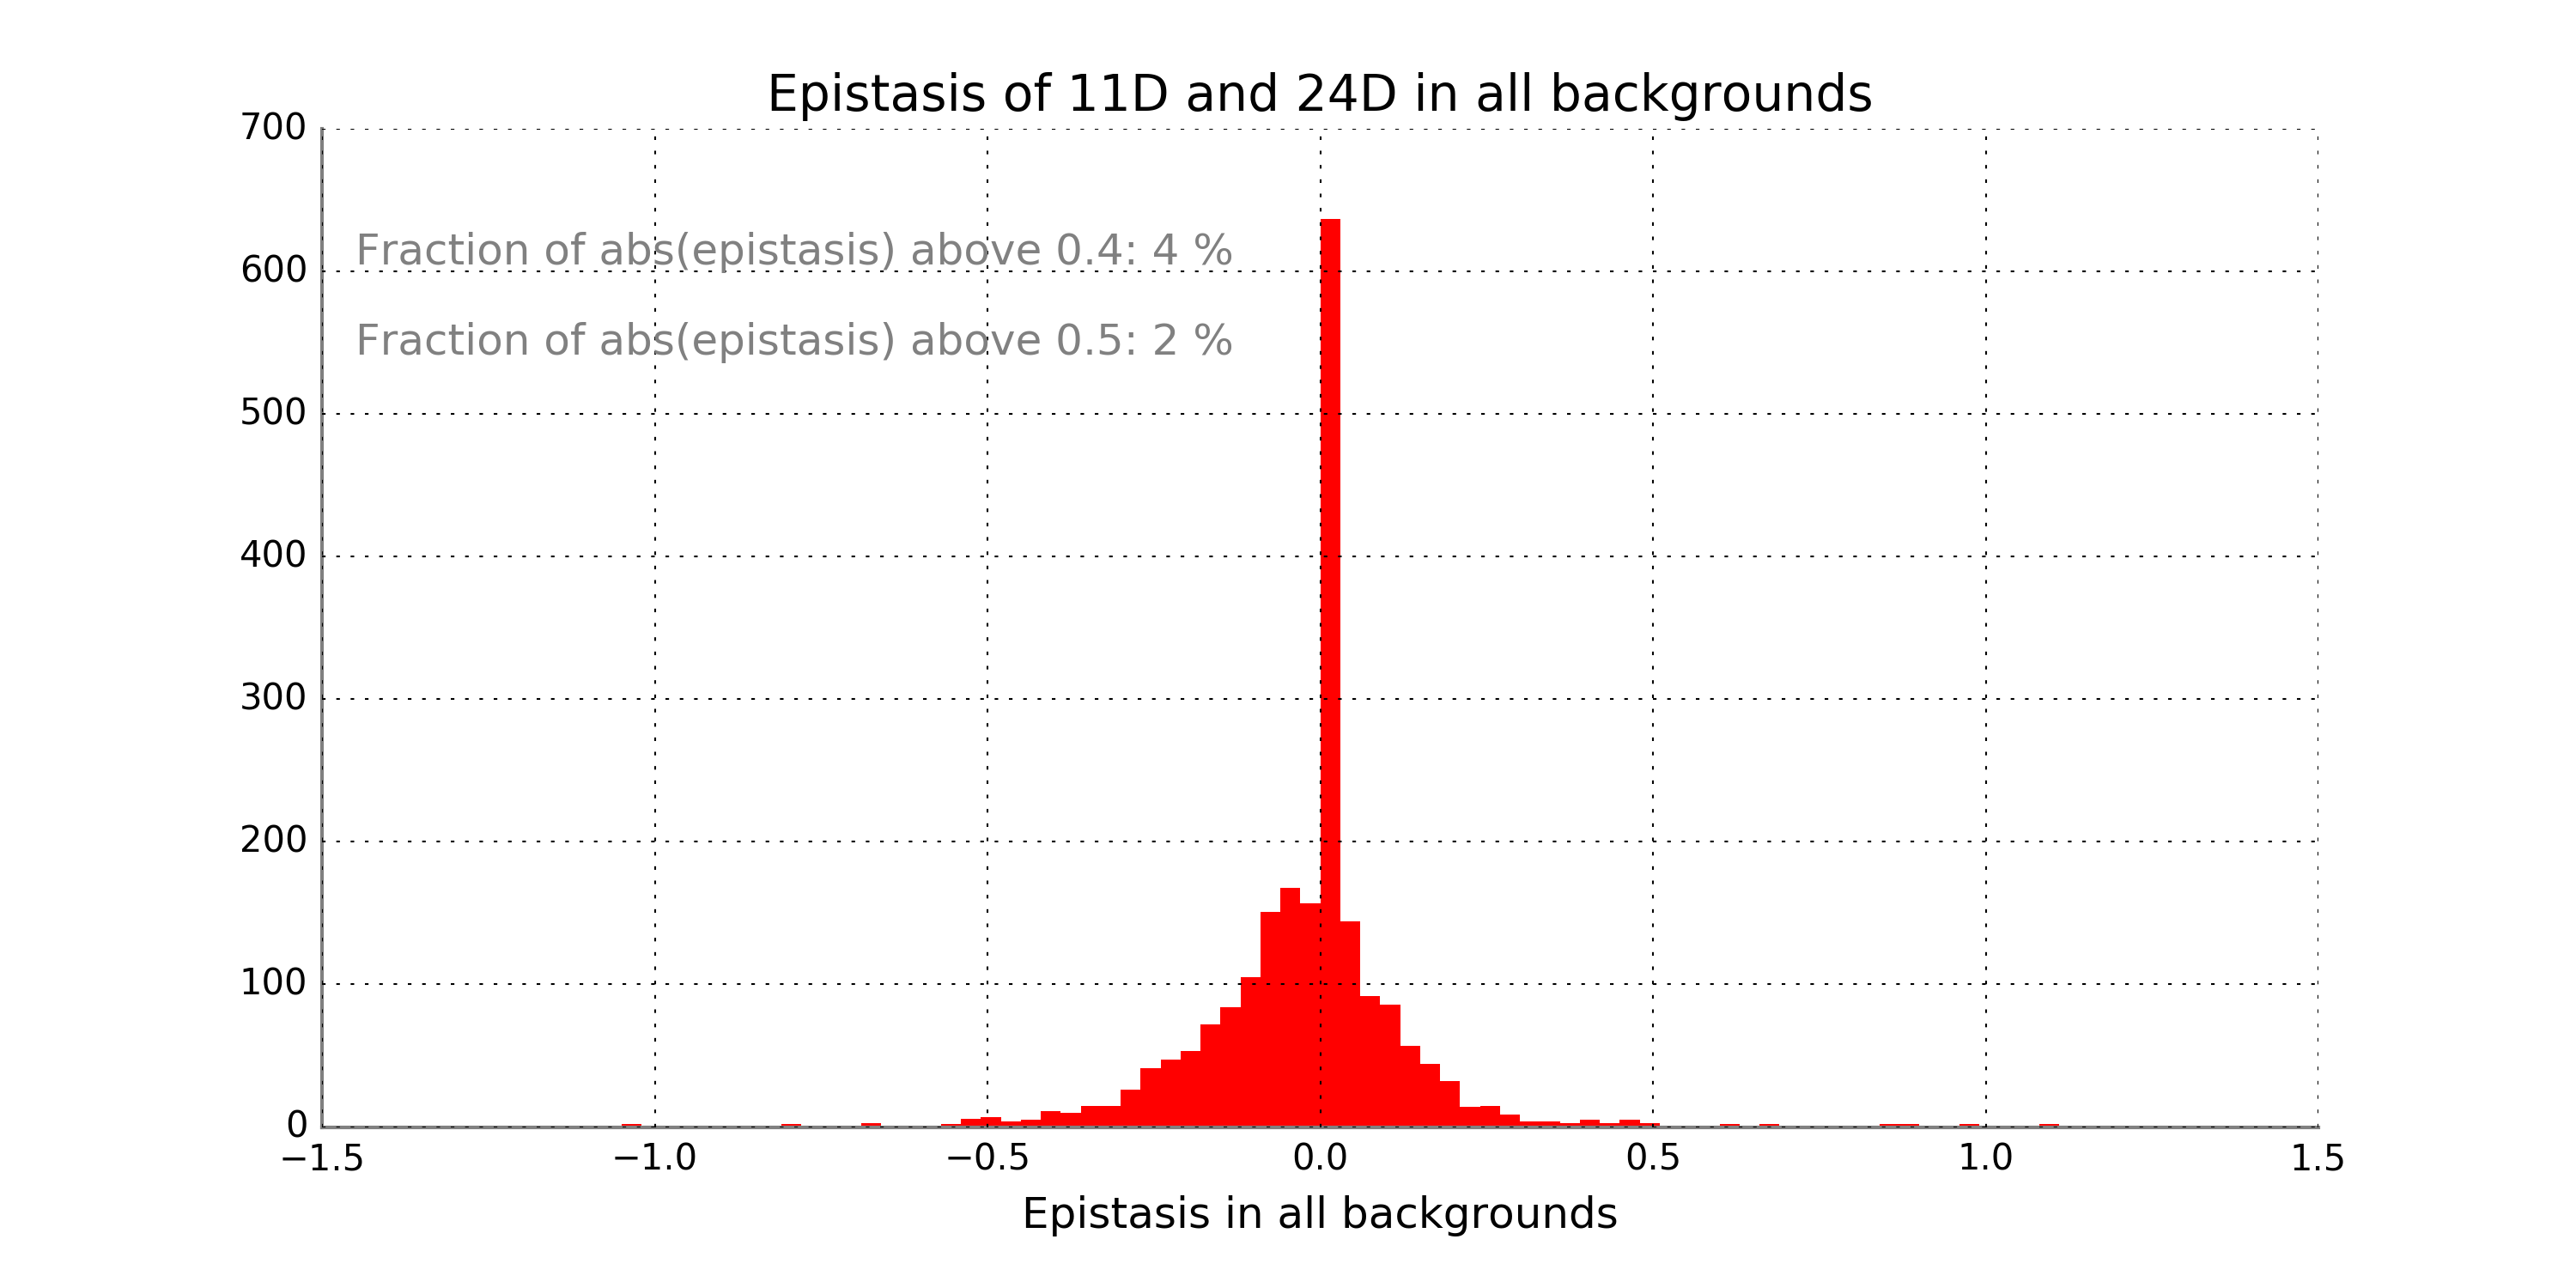 Epistasis of 11D and 24D in all backgrounds
700
Fraction of abs(epistasis) above 0.4: 4 %
600
Fraction of abs(epistasis) above 0.5: 2 %
500
400
300
200
100
0
−1.5 −1.0 −0.5 0.0 0.5 1.0 1.5
Epistasis in all backgrounds